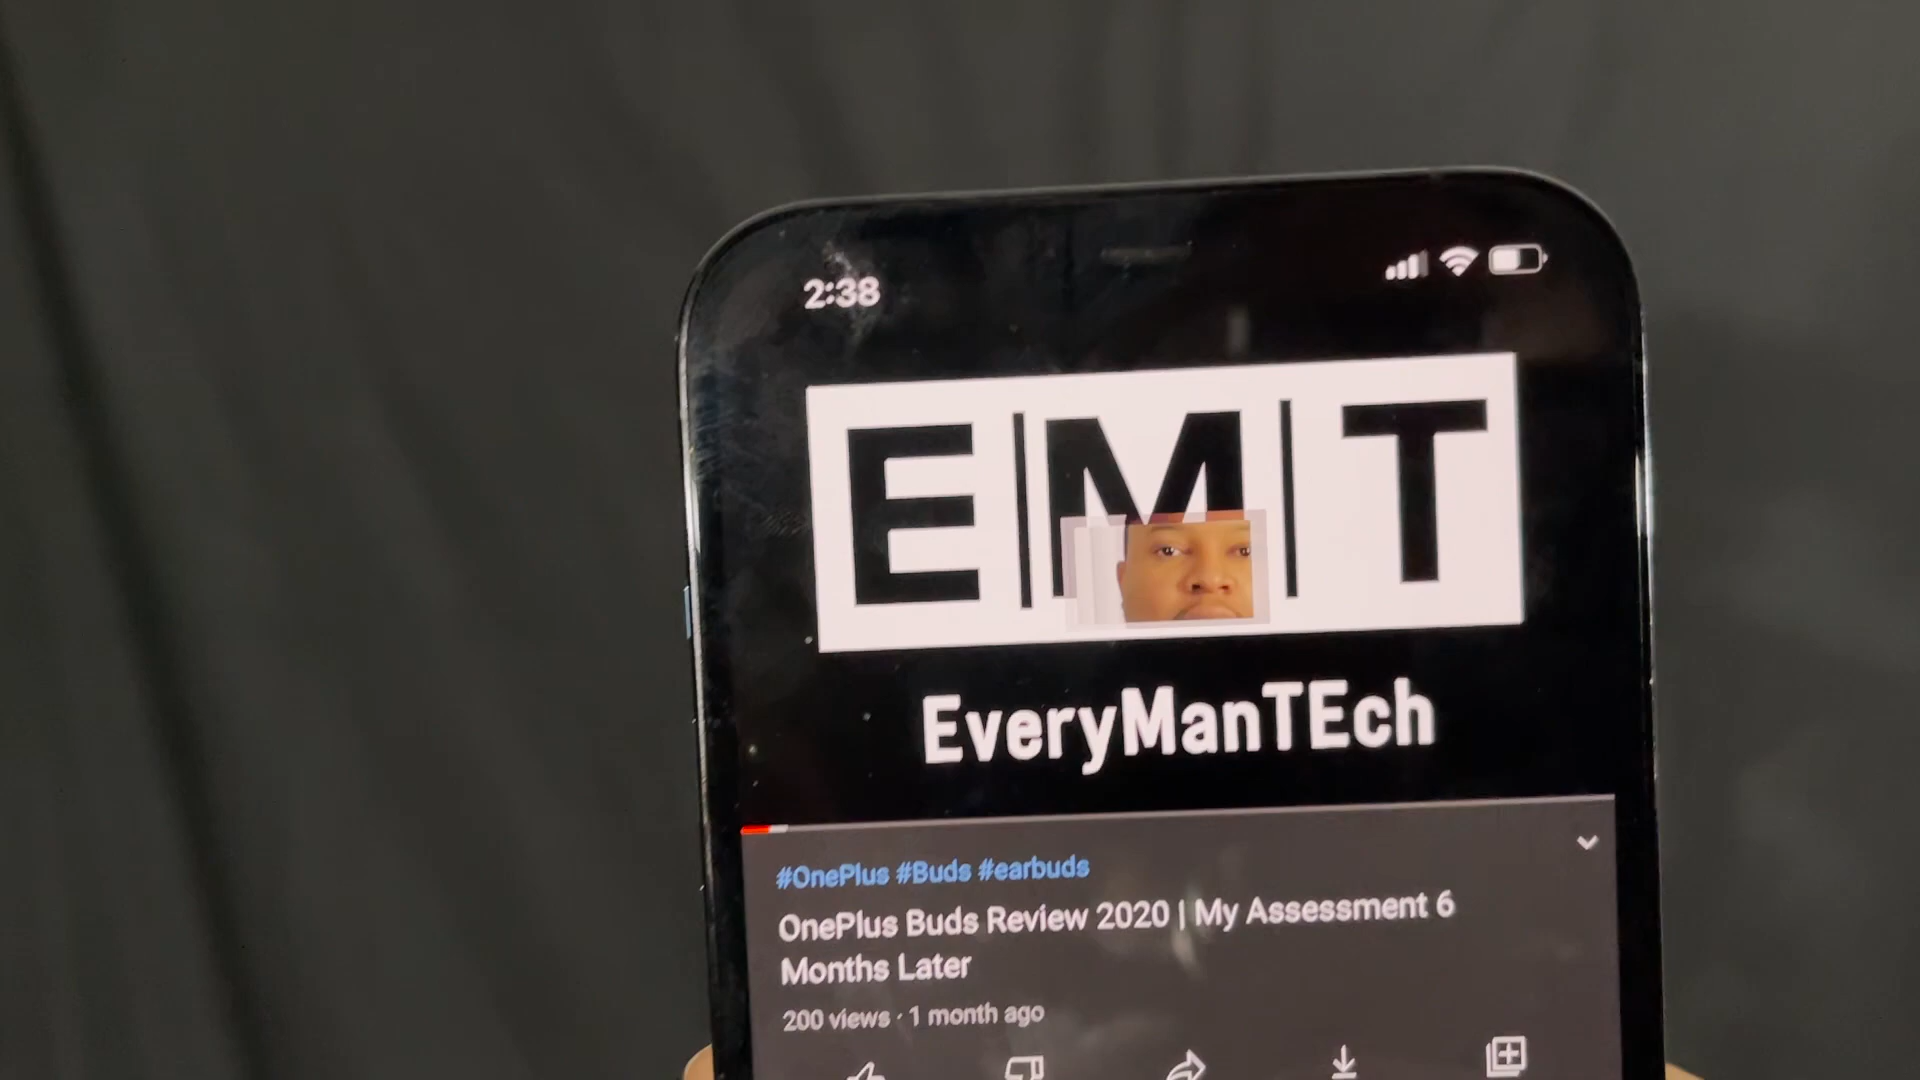 2:38
E|M|T
EveryManTEch
#OnePlus #Buds #earbuds
OnePlus Buds Review 2020 | My Assessment 6
Months Later
200 views · 1 month ago